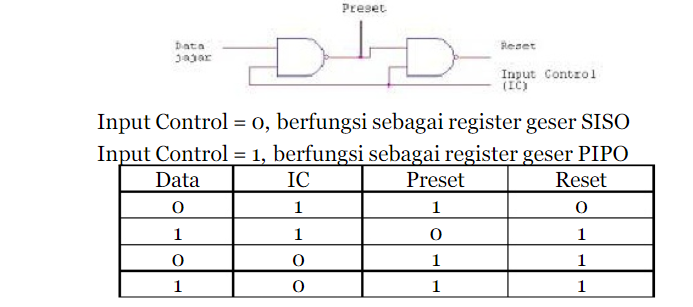 Preset
Data Reset
jajar
Input Control
(IC)
Input Control = 0, berfungsi sebagai register geser SISO
Input Control = 1, berfungsi sebagai register geser PIPO
Data IC Preset Reset
0 1 1 0
1 1 0 1
0 0 1 1
1 0 1 1